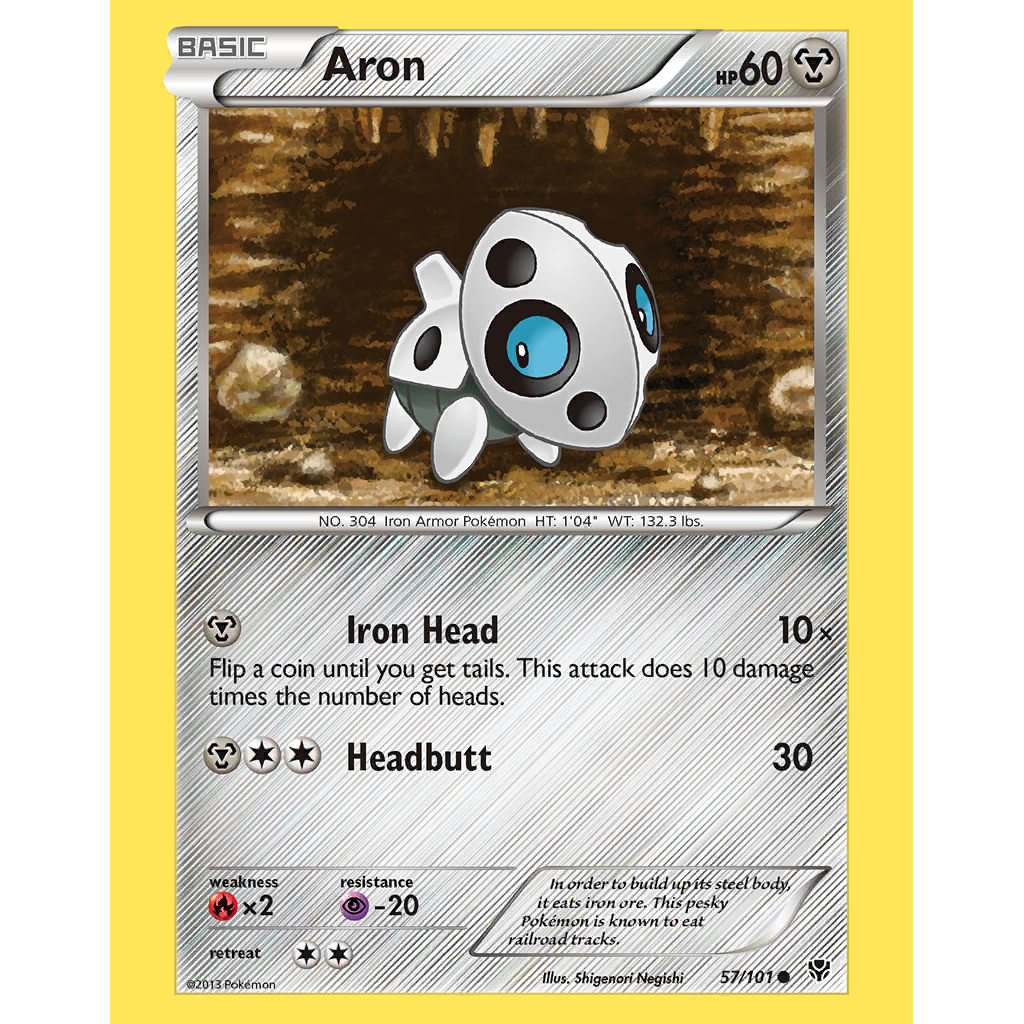 BASIC
Aron
HP60
NO. 304 Iron Armor Pokémon HT: 1'04" WT: 132.3 lbs.
Iron Head 10×
Flip a coin until you get tails. This attack does 10 damage
times the number of heads.
Headbutt 30
weakness resistance
×2 -20
retreat
In order to build up its steel body,
it eats iron ore. This pesky
Pokémon is known to eat
railroad tracks.
Illus. Shigenori Negishi 57/101
©2013 Pokémon